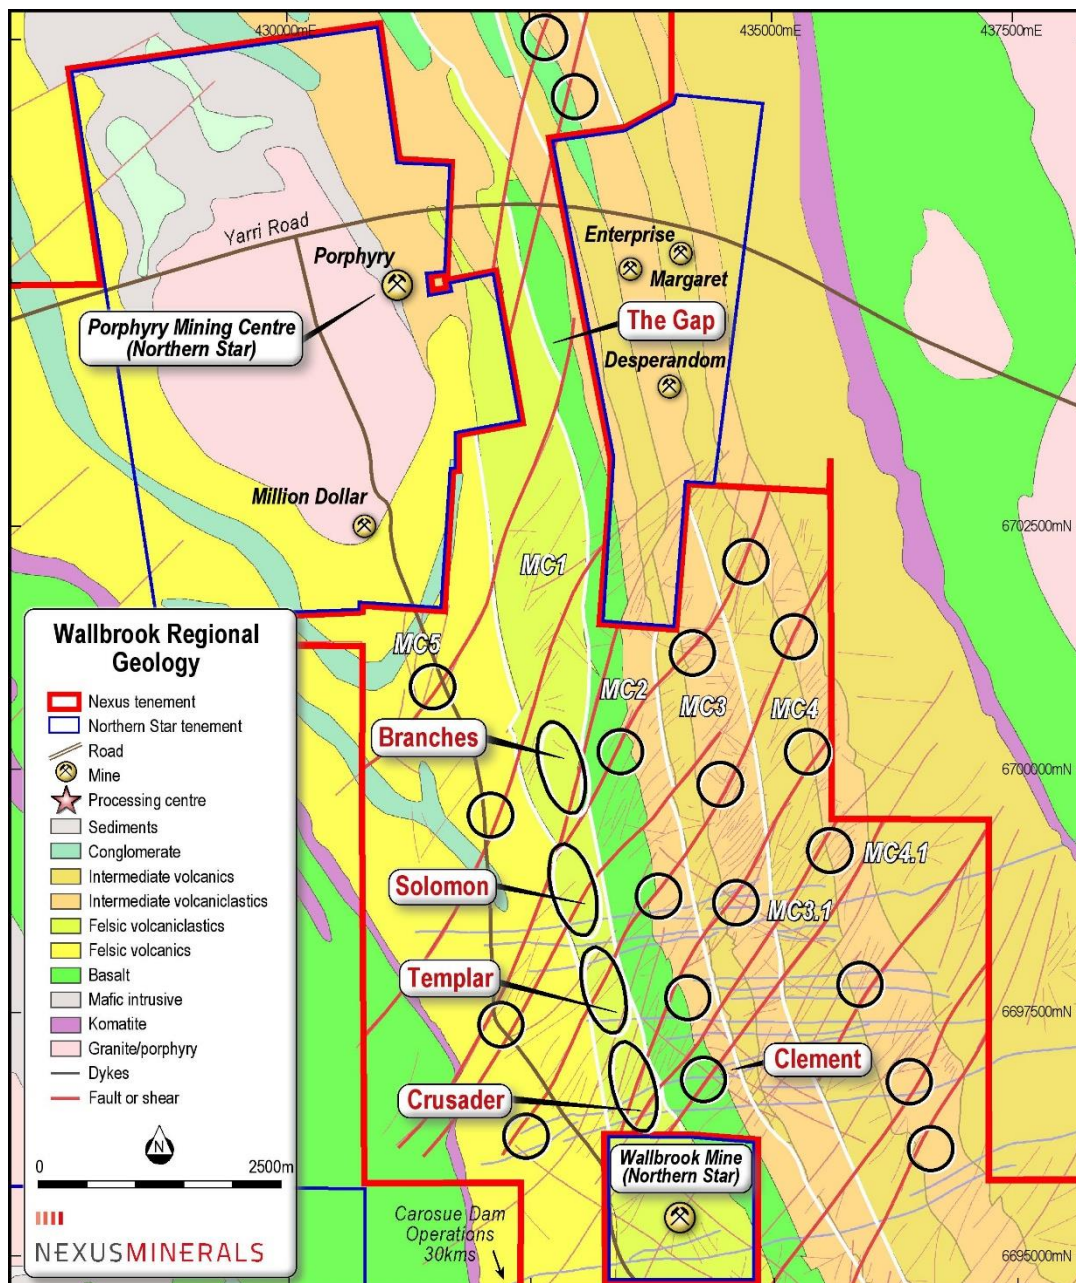 430000mE
435000mE
437500mE
Yarri Road
Porphyry
Enterprise
Margaret
Porphyry Mining Centre
(Northern Star)
The Gap
Desperandom
Million Dollar
6702500mN
MC1
MC5
MC2
MC3
MC4
Branches
6700000mN
MC4.1
Solomon
MC3.1
Templar
6697500mN
Clement
Crusader
Wallbrook Mine
(Northern Star)
Carosue Dam
Operations
30kms
6695000mN
Wallbrook Regional
Geology
Nexus tenement
Northern Star tenement
Road
Mine
Processing centre
Sediments
Conglomerate
Intermediate volcanics
Intermediate volcaniclastics
Felsic volcaniclastics
Felsic volcanics
Basalt
Mafic intrusive
Komatite
Granite/porphyry
Dykes
Fault or shear
N
0 2500m
NEXUSMINERALS